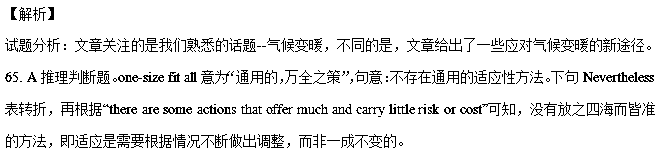 【解析】
试题分析：文章关注的是我们熟悉的话题--气候变暖，不同的是，文章给出了一些应对气候变暖的新途径。
65. A 推理判断题。one-size fit all 意为“通用的，万全之策”，句意：不存在通用的适应性方法。下句 Nevertheless
表转折，再根据“there are some actions that offer much and carry little risk or cost”可知，没有放之四海而皆准
的方法，即适应是需要根据情况不断做出调整，而非一成不变的。